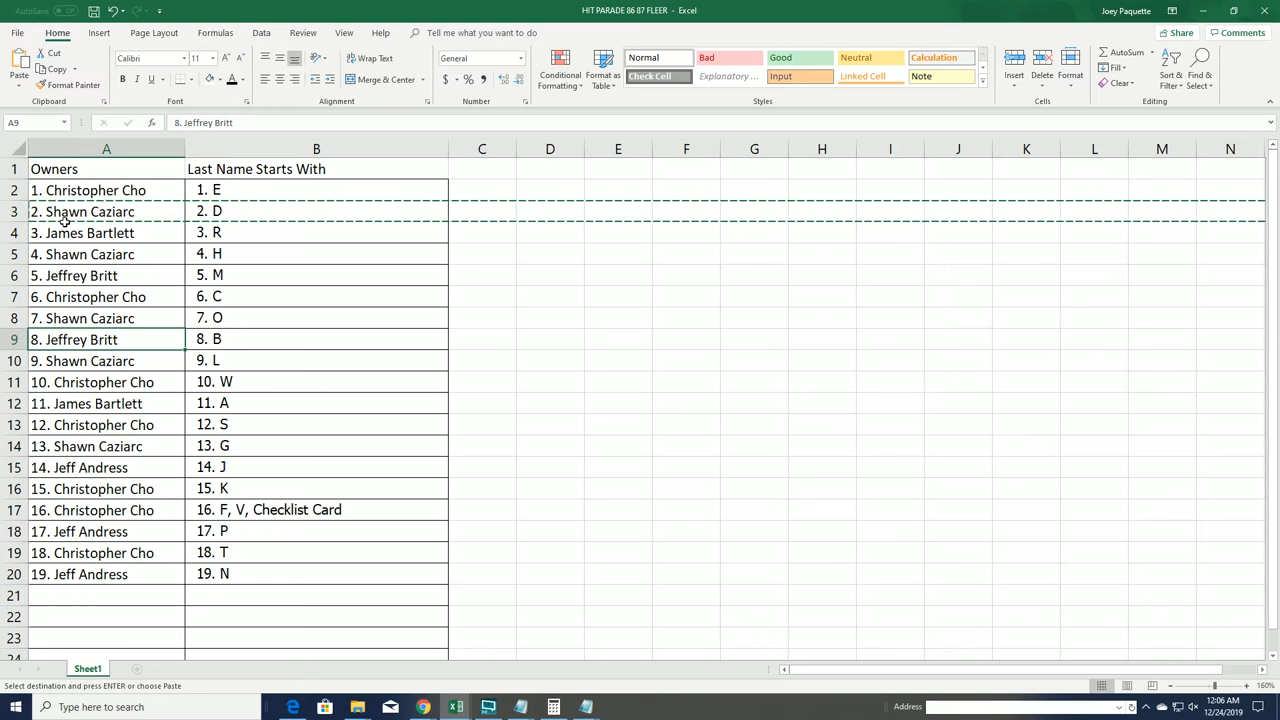 AutoSave Off
HIT PARADE 86 87 FLEER - Excel
Joey Paquette
File Home Insert Page Layout Formulas Data Review View Help Tell me what you want to do Share Comments
Paste
Cut
Copy
Format Painter
Clipboard
Calibri 11
B I U
Font
Wrap Text
Merge & Center
Alignment
General
$ % ,
Number
Conditional Formatting
Format as Table
Normal Bad Good Neutral Calculation
Check Cell Explanatory ... Input Linked Cell Note
Styles
Insert Delete Format
Cells
AutoSum
Fill
Clear
Sort & Filter
Find & Select
Editing
A9 fx 8. Jeffrey Britt
A B C D E F G H I J K L M N
1 Owners Last Name Starts With
2 1. Christopher Cho 1. E
3 2. Shawn Caziarc 2. D
4 3. James Bartlett 3. R
5 4. Shawn Caziarc 4. H
6 5. Jeffrey Britt 5. M
7 6. Christopher Cho 6. C
8 7. Shawn Caziarc 7. O
9 8. Jeffrey Britt 8. B
10 9. Shawn Caziarc 9. L
11 10. Christopher Cho 10. W
12 11. James Bartlett 11. A
13 12. Christopher Cho 12. S
14 13. Shawn Caziarc 13. G
15 14. Jeff Andress 14. J
16 15. Christopher Cho 15. K
17 16. Christopher Cho 16. F, V, Checklist Card
18 17. Jeff Andress 17. P
19 18. Christopher Cho 18. T
20 19. Jeff Andress 19. N
21
22
23
24
Sheet1
Select destination and press ENTER or choose Paste
160%
Type here to search
Address
12:06 AM
12/24/2019